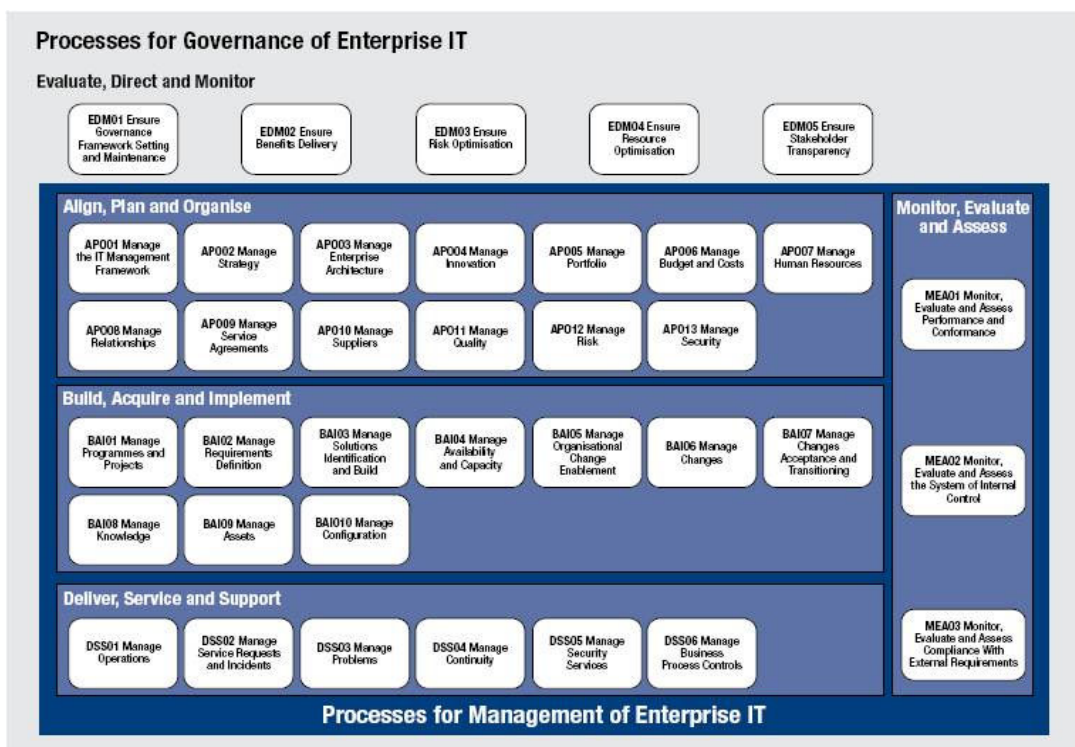 Processes for Governance of Enterprise IT
Evaluate, Direct and Monitor
EDM01 Ensure
Governance
Framework Setting
and Maintenance
EDM02 Ensure
Benefits Delivery
EDM03 Ensure
Risk Optimisation
EDM04 Ensure
Resource
Optimisation
EDM05 Ensure
Stakeholder
Transparency
Align, Plan and Organise
APO01 Manage
the IT Management
Framework
APO02 Manage
Strategy
APO03 Manage
Enterprise
Architecture
APO04 Manage
Innovation
APO05 Manage
Portfolio
APO06 Manage
Budget and Costs
APO07 Manage
Human Resources
APO08 Manage
Relationships
APO09 Manage
Service
Agreements
APO10 Manage
Suppliers
APO11 Manage
Quality
APO12 Manage
Risk
APO13 Manage
Security
Build, Acquire and Implement
BAI01 Manage
Programmes and
Projects
BAI02 Manage
Requirements
Definition
BAI03 Manage
Solutions
Identification
and Build
BAI04 Manage
Availability
and Capacity
BAI05 Manage
Organisational
Change
Enablement
BAI06 Manage
Changes
BAI07 Manage
Changes
Acceptance and
Transitioning
BAI08 Manage
Knowledge
BAI09 Manage
Assets
BAI010 Manage
Configuration
Deliver, Service and Support
DSS01 Manage
Operations
DSS02 Manage
Service Requests
and Incidents
DSS03 Manage
Problems
DSS04 Manage
Continuity
DSS05 Manage
Security
Services
DSS06 Manage
Business
Process Controls
Monitor, Evaluate
and Assess
MEA01 Monitor,
Evaluate and Assess
Performance and
Conformance
MEA02 Monitor,
Evaluate and Assess
the System of Internal
Control
MEA03 Monitor,
Evaluate and Assess
Compliance With
External Requirements
Processes for Management of Enterprise IT